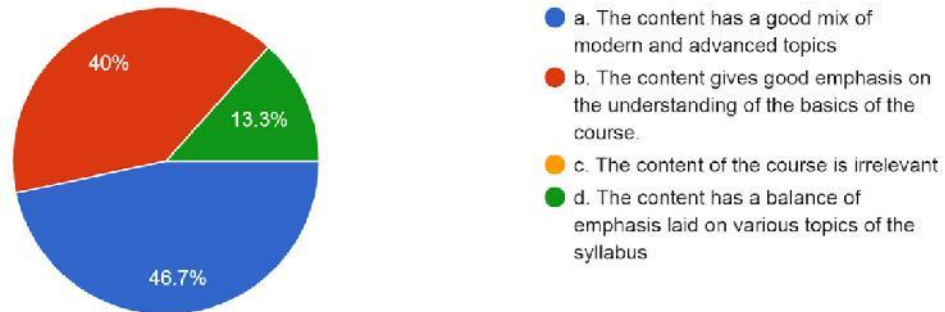 40%
13.3%
46.7%
a. The content has a good mix of
modern and advanced topics
b. The content gives good emphasis on
the understanding of the basics of the
course.
c. The content of the course is irrelevant
d. The content has a balance of
emphasis laid on various topics of the
syllabus